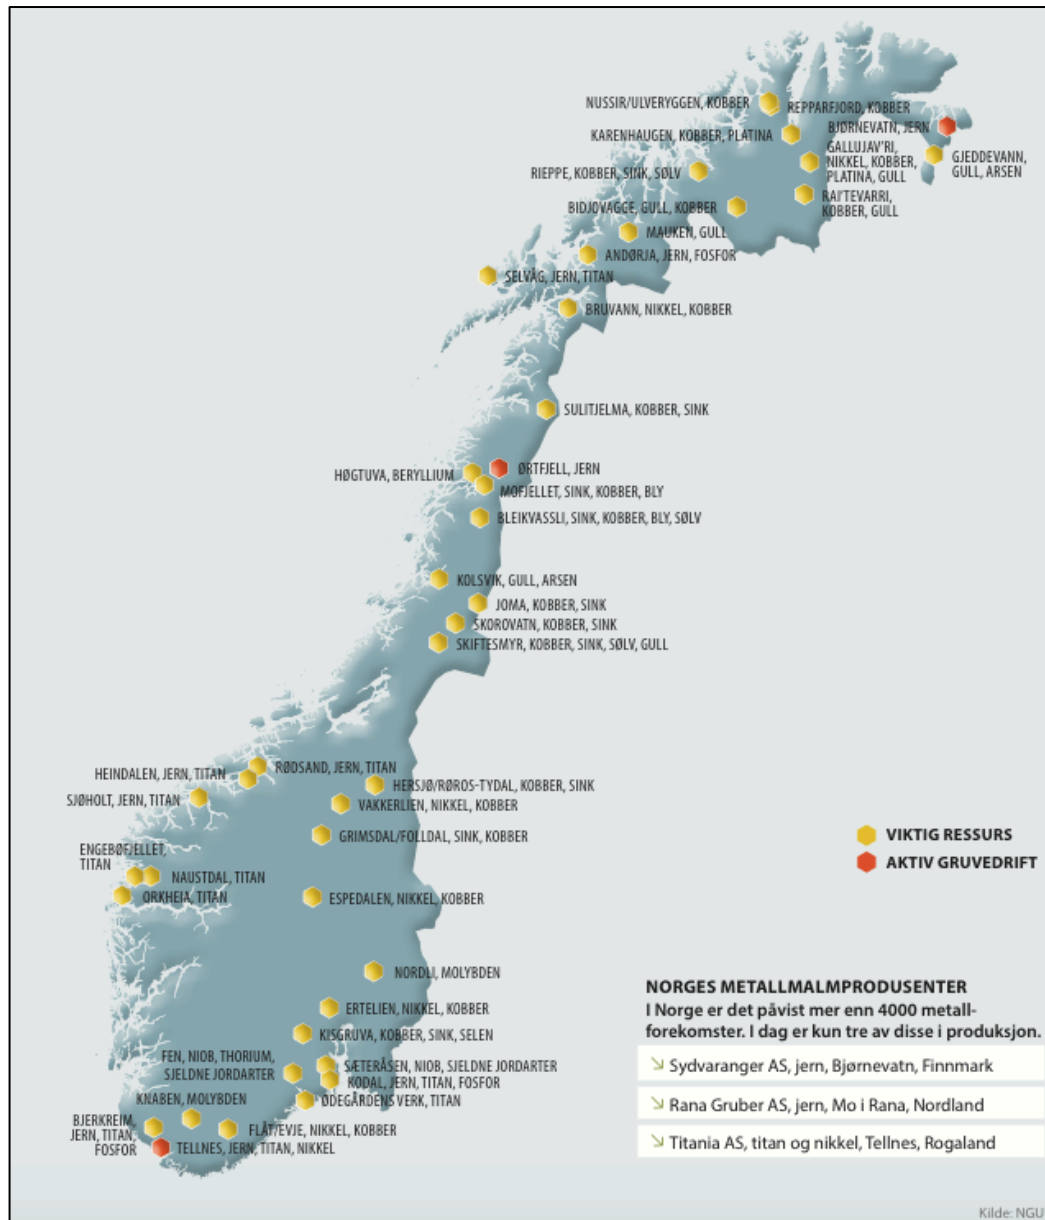 NUSSIR/ULVERYGGEN, KOBBER
REPPARFJORD, KOBBER
BJØRNEVATN, JERN
KARENHAUGEN, KOBBER, PLATINA
GALLUJAV'RI,
NIKKEL, KOBBER,
PLATINA, GULL
GJEDDEVANN,
GULL, ARSEN
RIEPPE, KOBBER, SINK, SØLV
RAI'TEVARRI,
KOBBER, GULL
BIDJOVAGGE, GULL, KOBBER
MAUKEN, GULL
ANDØRJA, JERN, FOSFOR
SELVÅG, JERN, TITAN
BRUVANN, NIKKEL, KOBBER
SULITJELMA, KOBBER, SINK
HØGTUVA, BERYLLIUM
ØRTFJELL, JERN
MOFJELLET, SINK, KOBBER, BLY
BLEIKVASSLI, SINK, KOBBER, BLY, SØLV
KOLSVIK, GULL, ARSEN
JOMA, KOBBER, SINK
SKOROVATN, KOBBER, SINK
SKIFTESMYR, KOBBER, SINK, SØLV, GULL
RØDSAND, JERN, TITAN
HEINDALEN, JERN, TITAN
HERSJØ/RØROS-TYDAL, KOBBER, SINK
SJØHOLT, JERN, TITAN
VAKKERLIEN, NIKKEL, KOBBER
GRIMSDAL/FOLLDAL, SINK, KOBBER
ENGEBØFJELLET,
TITAN
NAUSTDAL, TITAN
ORKHEIA, TITAN
ESPEDALEN, NIKKEL, KOBBER
VIKTIG RESSURS
AKTIV GRUVEDRIFT
NORDLI, MOLYBDEN
ERTELIEN, NIKKEL, KOBBER
KISGRUVA, KOBBER, SINK, SELEN
FEN, NIOB, THORIUM,
SJELDNE JORDARTER
SÆTERÅSEN, NIOB, SJELDNE JORDARTER
KODAL, JERN, TITAN, FOSFOR
KNABEN, MOLYBDEN
ØDEGÅRDENS VERK, TITAN
BJERKREIM,
JERN, TITAN,
FOSFOR
FLÅT/EVJE, NIKKEL, KOBBER
TELLNES, JERN, TITAN, NIKKEL
NORGES METALLMALMPRODUSENTER
I Norge er det påvist mer enn 4000 metall-
forekomster. I dag er kun tre av disse i produksjon.
Sydvaranger AS, jern, Bjørnevatn, Finnmark
Rana Gruber AS, jern, Mo i Rana, Nordland
Titania AS, titan og nikkel, Tellnes, Rogaland
Kilde: NGU